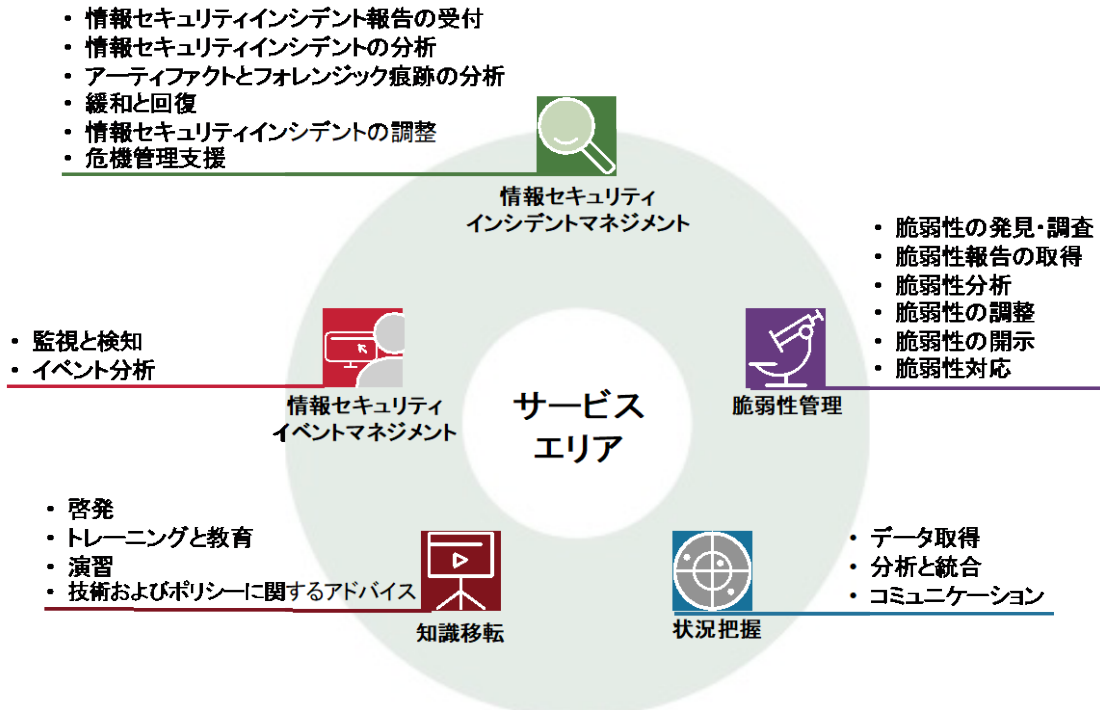 ・ 情報セキュリティインシデント報告の受付
・ 情報セキュリティインシデントの分析
・ アーティファクトとフォレンジック痕跡の分析
・ 緩和と回復
・ 情報セキュリティインシデントの調整
・ 危機管理支援
情報セキュリティ
インシデントマネジメント
・ 脆弱性の発見・調査
・ 脆弱性報告の取得
・ 脆弱性分析
・ 脆弱性の調整
・ 脆弱性の開示
・ 脆弱性対応
脆弱性管理
・ 監視と検知
・ イベント分析
情報セキュリティ
イベントマネジメント
サービス
エリア
・ 啓発
・ トレーニングと教育
・ 演習
・ 技術およびポリシーに関するアドバイス
知識移転
・ データ取得
・ 分析と統合
・ コミュニケーション
状況把握